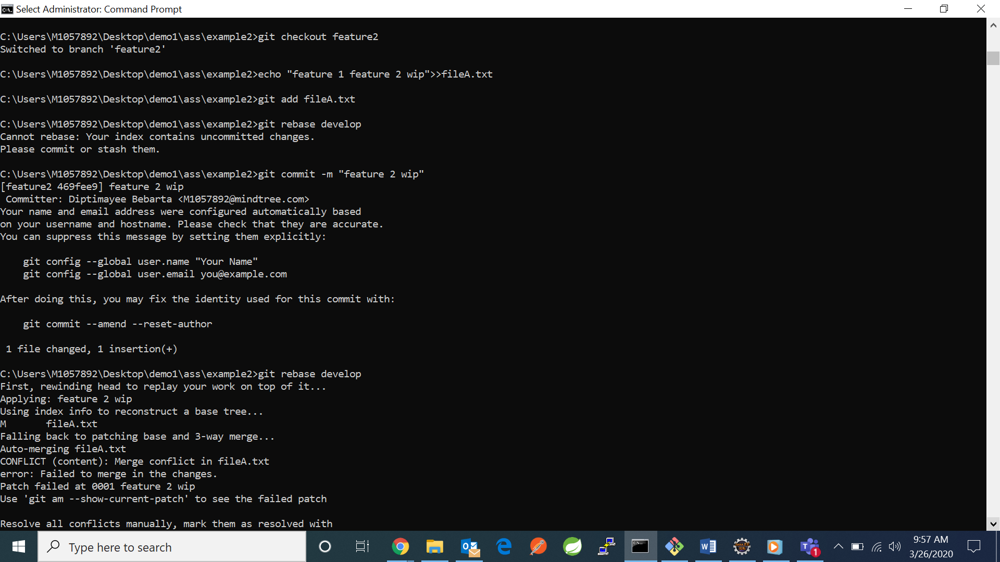 Select Administrator: Command Prompt
C:\Users\M1057892\Desktop\demo1\ass\example2>git checkout feature2
Switched to branch 'feature2'
C:\Users\M1057892\Desktop\demo1\ass\example2>echo "feature 1 feature 2 wip">>fileA.txt
C:\Users\M1057892\Desktop\demo1\ass\example2>git add fileA.txt
C:\Users\M1057892\Desktop\demo1\ass\example2>git rebase develop
Cannot rebase: Your index contains uncommitted changes.
Please commit or stash them.
C:\Users\M1057892\Desktop\demo1\ass\example2>git commit -m "feature 2 wip"
[feature2 469fee9] feature 2 wip
 Committer: Diptimayee Bebarta <M1057892@mindtree.com>
Your name and email address were configured automatically based
on your username and hostname. Please check that they are accurate.
You can suppress this message by setting them explicitly:
    git config --global user.name "Your Name"
    git config --global user.email you@example.com
After doing this, you may fix the identity used for this commit with:
    git commit --amend --reset-author
 1 file changed, 1 insertion(+)
C:\Users\M1057892\Desktop\demo1\ass\example2>git rebase develop
First, rewinding head to replay your work on top of it...
Applying: feature 2 wip
Using index info to reconstruct a base tree...
M       fileA.txt
Falling back to patching base and 3-way merge...
Auto-merging fileA.txt
CONFLICT (content): Merge conflict in fileA.txt
error: Failed to merge in the changes.
Patch failed at 0001 feature 2 wip
Use 'git am --show-current-patch' to see the failed patch
Resolve all conflicts manually, mark them as resolved with
Type here to search
9:57 AM
3/26/2020